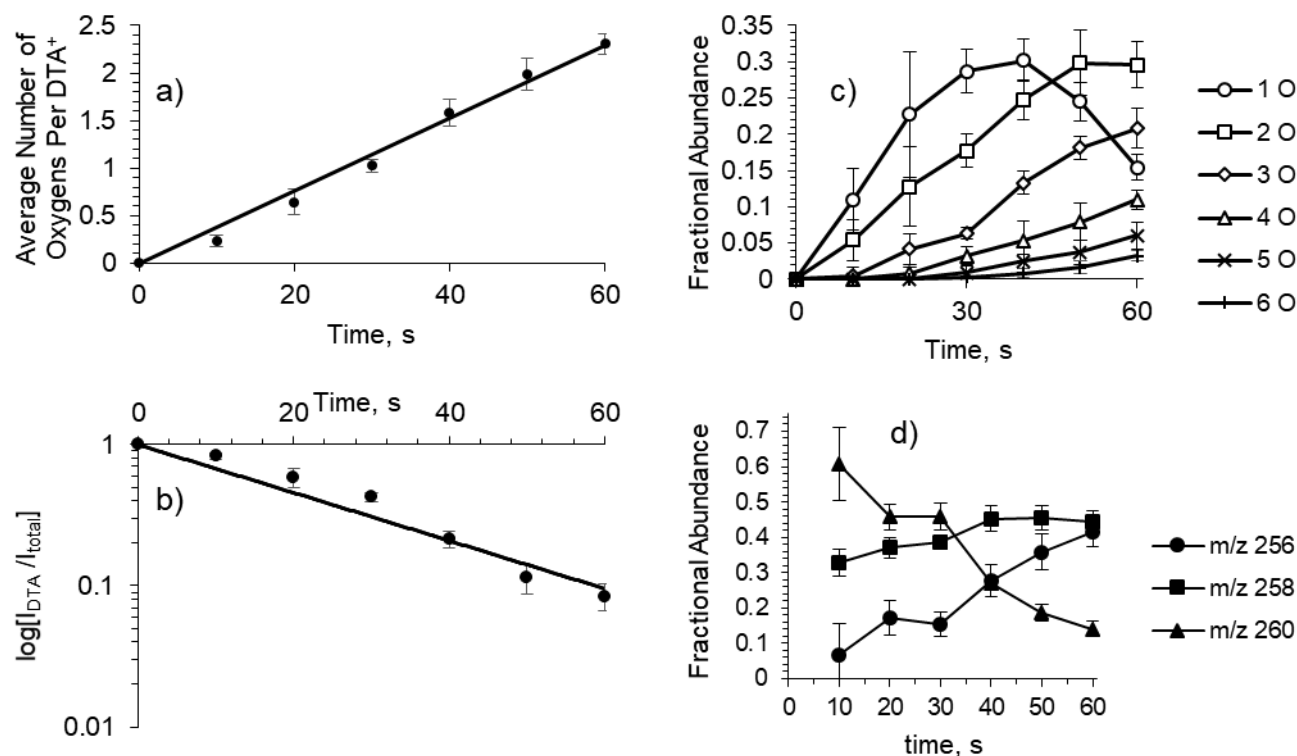 Average Number of
Oxygens Per DTA+
2.5
2
1.5
1
0.5
0
a)
0
20
40
60
Time, s
Fractional Abundance
0.35
0.3
0.25
0.2
0.15
0.1
0.05
0
c)
0
30
60
Time, s
1 O
2 O
3 O
4 O
5 O
6 O
Time, s
0
20
40
60
log[I_DTA /I_total]
1
0.1
0.01
b)
Fractional Abundance
0.7
0.6
0.5
0.4
0.3
0.2
0.1
0
d)
0 10 20 30 40 50 60
time, s
m/z 256
m/z 258
m/z 260